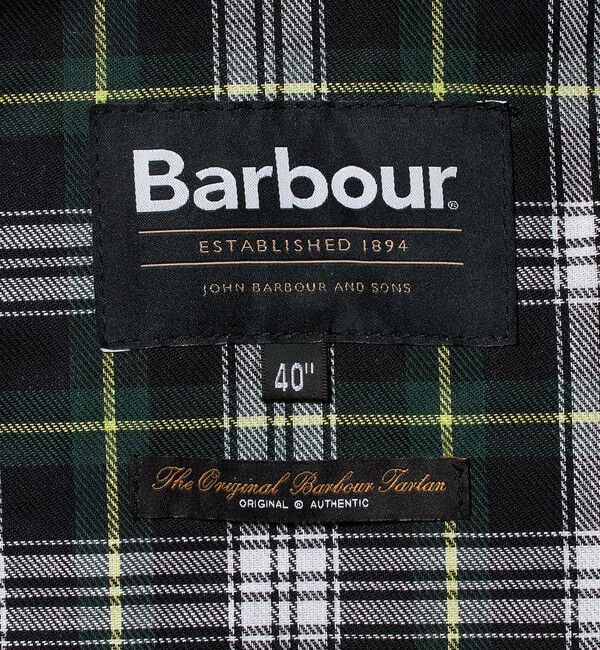 Barbour®
ESTABLISHED 1894
JOHN BARBOUR AND SONS
40"
The Original Barbour Tartan
ORIGINAL ® AUTHENTIC